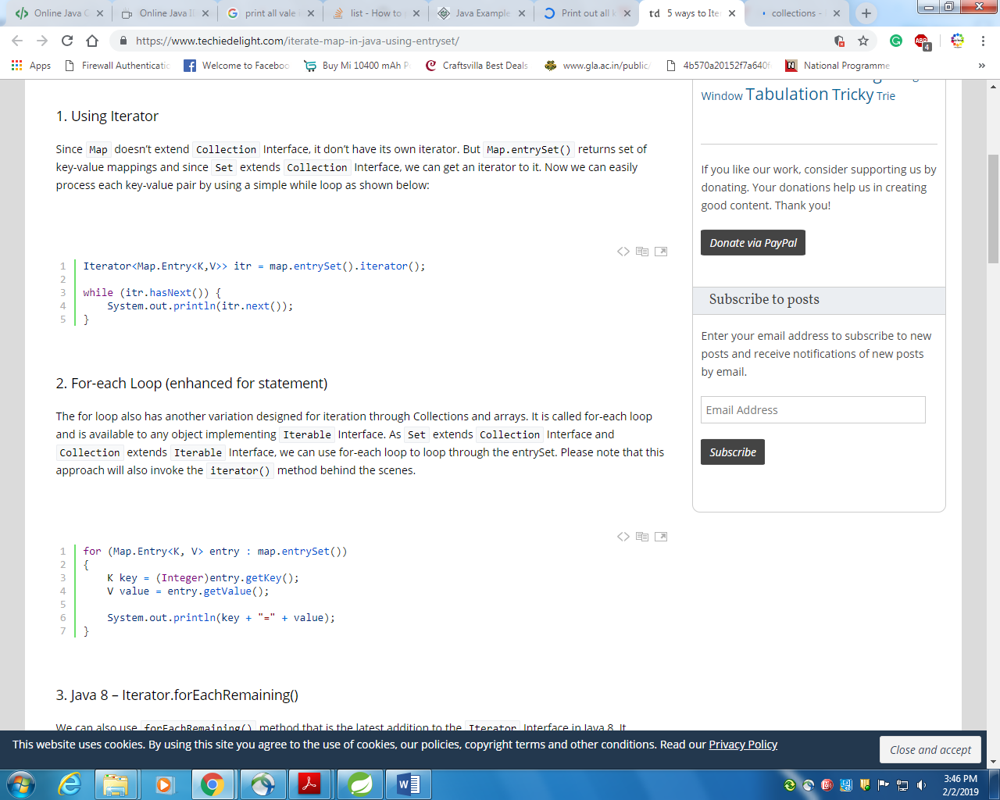 Online Java C
Online Java I
print all vale
list - How to
Java Example
Print out all
5 ways to Ite
collections -
https://www.techiedelight.com/iterate-map-in-java-using-entryset/
Apps
Firewall Authentic
Welcome to Faceboo
Buy Mi 10400 mAh P
Craftsvilla Best Deals
www.gla.ac.in/public/
4b570a20152f7a640f
National Programme
»
4
1. Using Iterator
Since Map doesn’t extend Collection Interface, it don’t have its own iterator. But Map.entrySet() returns set of
key-value mappings and since Set extends Collection Interface, we can get an iterator to it. Now we can easily
process each key-value pair by using a simple while loop as shown below:
1 Iterator<Map.Entry<K,V>> itr = map.entrySet().iterator();
2
3 while (itr.hasNext()) {
4 System.out.println(itr.next());
5 }
2. For-each Loop (enhanced for statement)
The for loop also has another variation designed for iteration through Collections and arrays. It is called for-each loop
and is available to any object implementing Iterable Interface. As Set extends Collection Interface and
Collection extends Iterable Interface, we can use for-each loop to loop through the entrySet. Please note that this
approach will also invoke the iterator() method behind the scenes.
1 for (Map.Entry<K, V> entry : map.entrySet())
2 {
3 K key = (Integer)entry.getKey();
4 V value = entry.getValue();
5
6 System.out.println(key + "=" + value);
7 }
3. Java 8 – Iterator.forEachRemaining()
We can also use forEachRemaining() method that is the latest addition to the Iterator Interface in Java 8. It
Window Tabulation Tricky Trie
If you like our work, consider supporting us by
donating. Your donations help us in creating
good content. Thank you!
Donate via PayPal
Subscribe to posts
Enter your email address to subscribe to new
posts and receive notifications of new posts
by email.
Email Address
Subscribe
This website uses cookies. By using this site you agree to the use of cookies, our policies, copyright terms and other conditions. Read our Privacy Policy
Close and accept
3:46 PM
2/2/2019